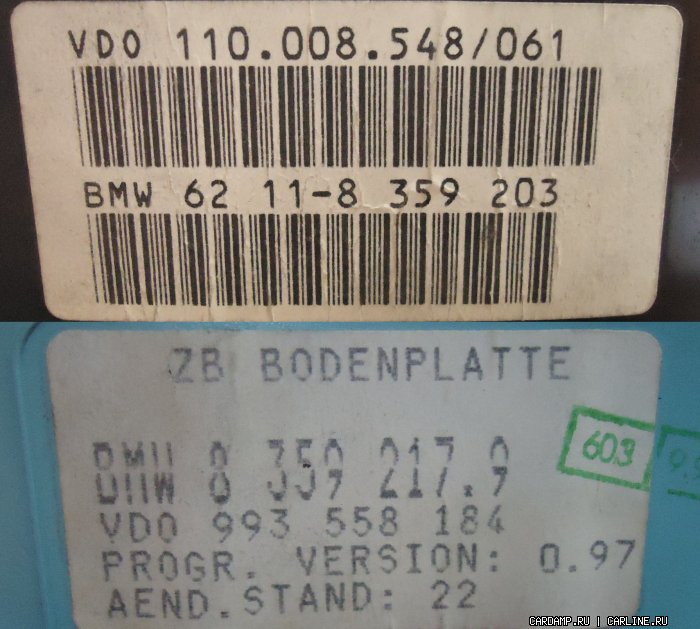 VDO 110.008.548/061
BMW 62 11-8 359 203
ZB BODENPLATTE
BMW 8 359 217.9
VDO 993 558 184
PROGR. VERSION: 0.97
AEND.STAND: 22
603
CARDAMP.RU | CARLINE.RU